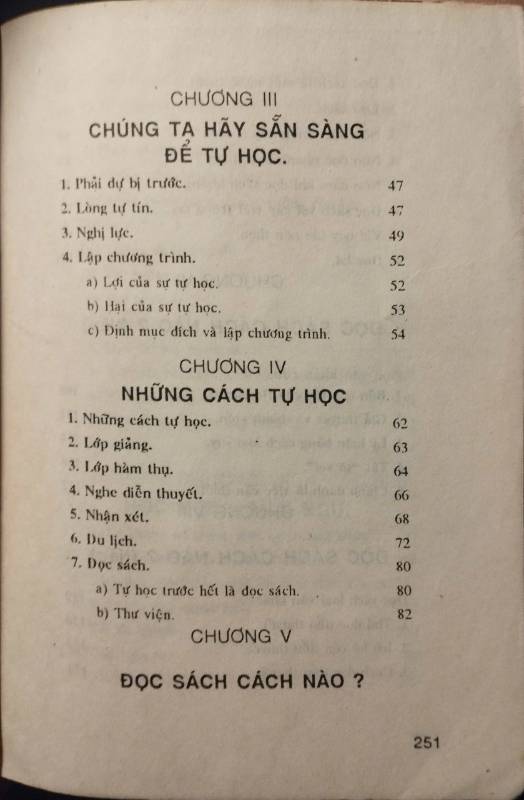 CHƯƠNG III
CHÚNG TA HÃY SẴN SÀNG
ĐỂ TỰ HỌC.
1. Phải dự bị trước. 47
2. Lòng tự tín. 47
3. Nghị lực. 49
4. Lập chương trình. 52
a) Lợi của sự tự học. 52
b) Hại của sự tự học. 53
c) Định mục đích và lập chương trình. 54
CHƯƠNG IV
NHỮNG CÁCH TỰ HỌC
1. Những cách tự học. 62
2. Lớp giảng. 63
3. Lớp hàm thụ. 64
4. Nghe diễn thuyết. 66
5. Nhận xét. 68
6. Du lịch. 72
7. Đọc sách. 80
a) Tự học trước hết là đọc sách. 80
b) Thư viện. 82
CHƯƠNG V
ĐỌC SÁCH CÁCH NÀO ?
251